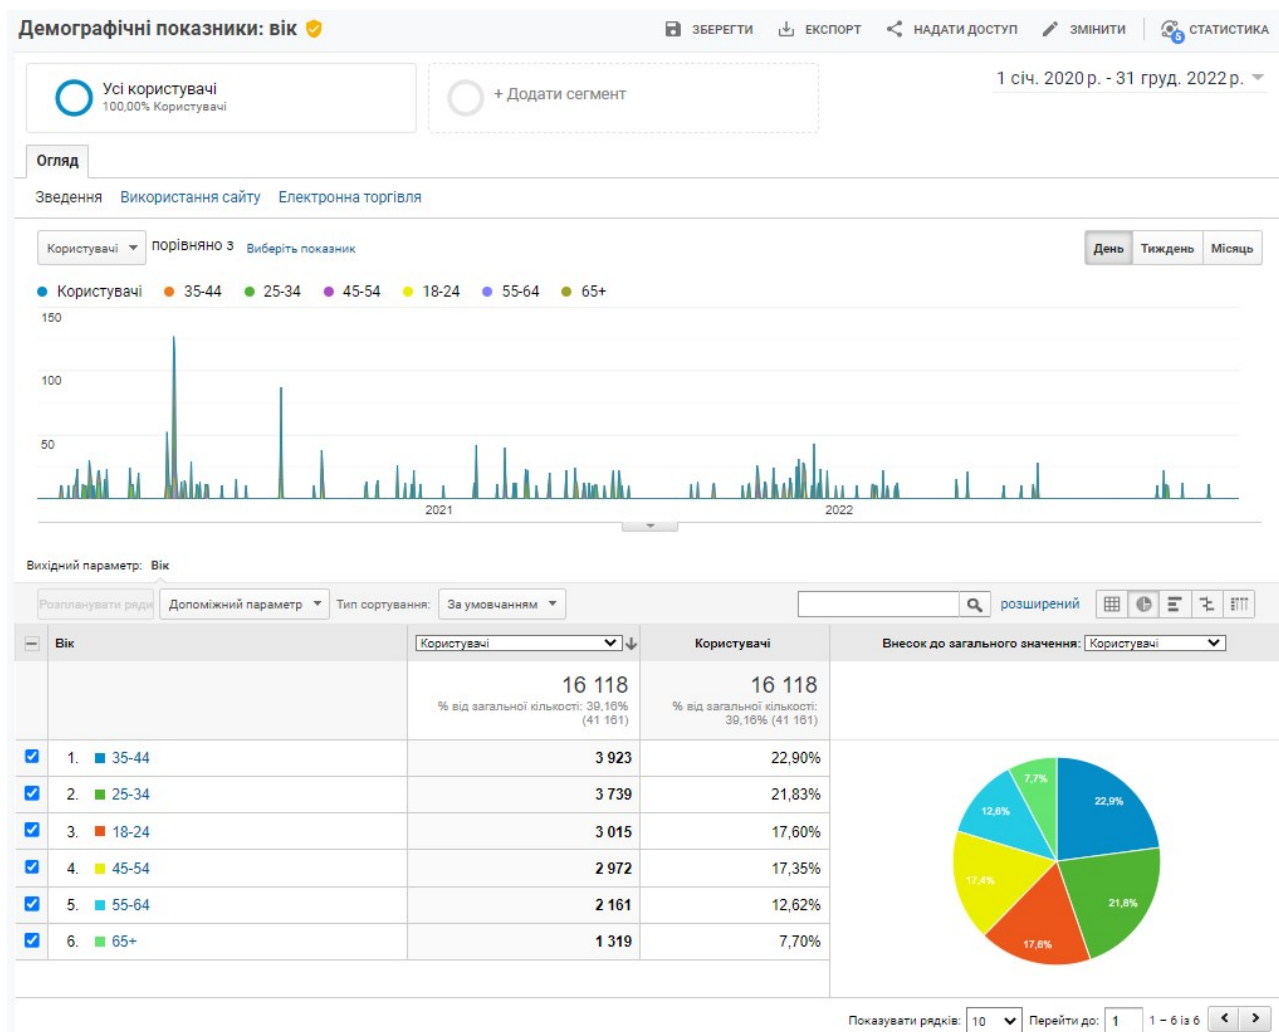 Демографічні показники: вік
ЗБЕРЕГТИ ЕКСПОРТ НАДАТИ ДОСТУП ЗМІНИТИ 5 СТАТИСТИКА
Усі користувачі
100,00% Користувачі
+ Додати сегмент
1 січ. 2020 р. - 31 груд. 2022 р.
Огляд
Зведення Використання сайту Електронна торгівля
Користувачі порівняно з Виберіть показник
День Тиждень Місяць
Користувачі 35-44 25-34 45-54 18-24 55-64 65+
150
100
50
2021 2022
Вихідний параметр: Вік
Розпланувати ряди Допоміжний параметр Тип сортування: За умовчанням розширений
Вік Користувачі Користувачі Внесок до загального значення: Користувачі
16 118 16 118
% від загальної кількості: 39,16% (41 161) % від загальної кількості: 39,16% (41 161)
1. 35-44 3 923 22,90%
2. 25-34 3 739 21,83%
3. 18-24 3 015 17,60%
4. 45-54 2 972 17,35%
5. 55-64 2 161 12,62%
6. 65+ 1 319 7,70%
7,7%
22,9%
12,6%
17,4%
21,8%
17,6%
Показувати рядків: 10 Перейти до: 1 1 – 6 із 6